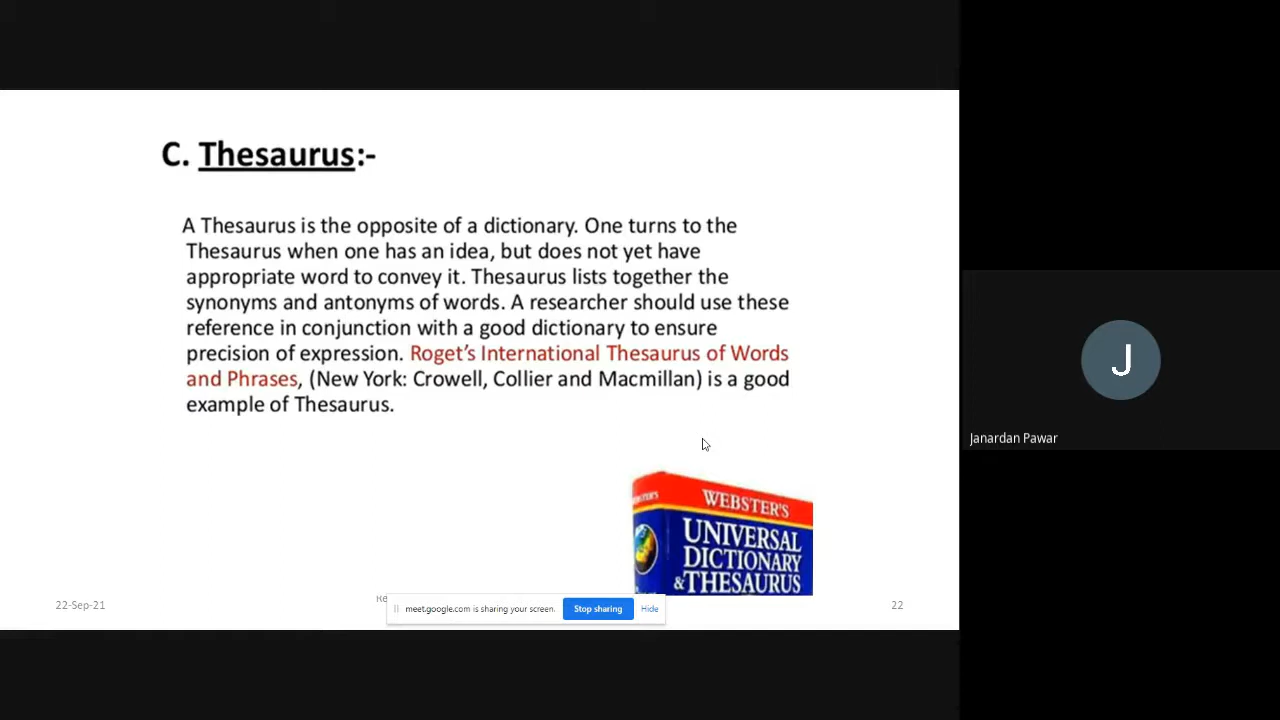 C. Thesaurus:-
A Thesaurus is the opposite of a dictionary. One turns to the
Thesaurus when one has an idea, but does not yet have
appropriate word to convey it. Thesaurus lists together the
synonyms and antonyms of words. A researcher should use these
reference in conjunction with a good dictionary to ensure
precision of expression. Roget’s International Thesaurus of Words
and Phrases, (New York: Crowell, Collier and Macmillan) is a good
example of Thesaurus.
WEBSTER'S
UNIVERSAL
DICTIONARY
& THESAURUS
22-Sep-21
meet.google.com is sharing your screen.
Stop sharing
Hide
22
J
Janardan Pawar